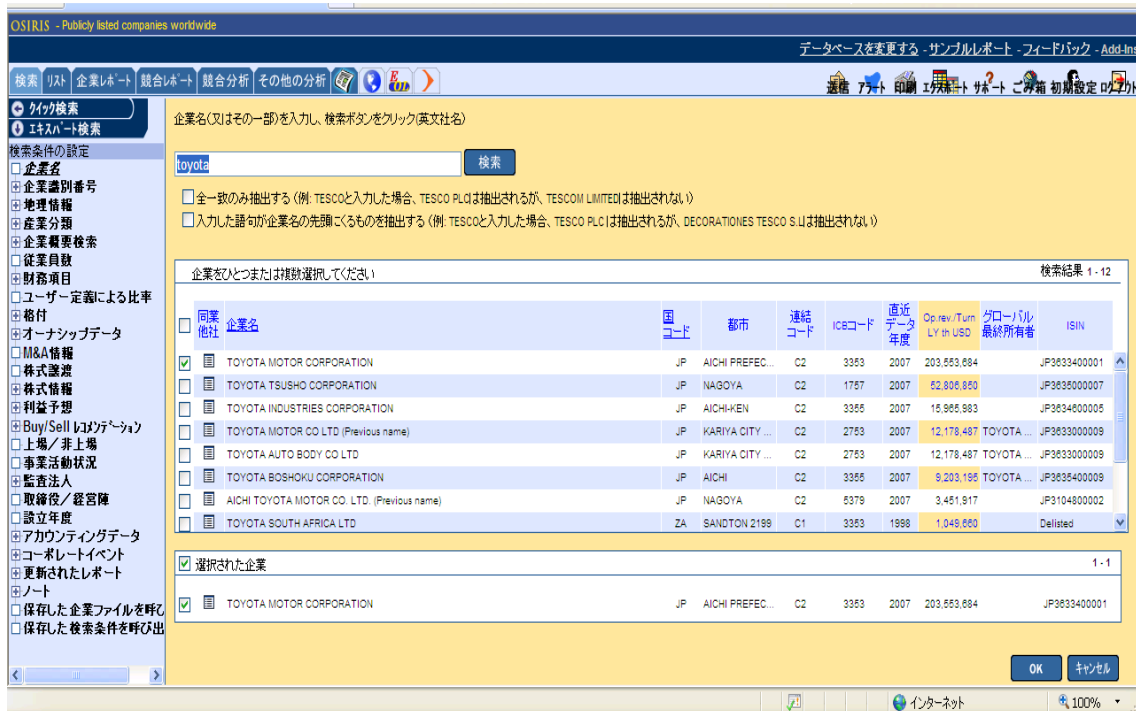 OSIRIS - Publicly listed companies worldwide
データベースを変更する - サンプルレポート - フィードバック - Add-Ins
検索 リスト 企業レポート 競合レポート 競合分析 その他の分析
送信 アラート 印刷 エクスポート サポート ごみ箱 初期設定 ログアウト
クイック検索
エキスパート検索
検索条件の設定
企業名
企業識別番号
地理情報
産業分類
企業概要検索
従業員数
財務項目
ユーザー定義による比率
格付
オーナシップデータ
M&A情報
株式譲渡
株式情報
利益予想
Buy/Sell レコメンデーション
上場/非上場
事業活動状況
監査法人
取締役/経営陣
設立年度
アカウンティングデータ
コーポレートイベント
更新されたレポート
ノート
保存した企業ファイルを呼び
保存した検索条件を呼び出
企業名(又はその一部)を入力し、検索ボタンをクリック(英文社名)
toyota 検索
全一致のみ抽出する (例: TESCOと入力した場合、TESCO PLCは抽出されるが、TESCOM LIMITEDは抽出されない)
入力した語句が企業名の先頭にくるものを抽出する (例: TESCOと入力した場合、TESCO PLCは抽出されるが、DECORATIONES TESCO S.Lは抽出されない)
企業をひとつまたは複数選択してください 検索結果 1 - 12
同業他社 企業名 国コード 都市 連結コード ICBコード 直近データ年度 Op.rev./Turn LY th USD グローバル最終所有者 ISIN
TOYOTA MOTOR CORPORATION JP AICHI PREFEC... C2 3353 2007 203,553,684 JP3633400001
TOYOTA TSUSHO CORPORATION JP NAGOYA C2 1757 2007 52,806,850 JP3635000007
TOYOTA INDUSTRIES CORPORATION JP AICHI-KEN C2 3355 2007 15,965,983 JP3634600005
TOYOTA MOTOR CO LTD (Previous name) JP KARIYA CITY ... C2 2753 2007 12,178,487 TOYOTA ... JP3633000009
TOYOTA AUTO BODY CO LTD JP KARIYA CITY ... C2 2753 2007 12,178,487 TOYOTA ... JP3633000009
TOYOTA BOSHOKU CORPORATION JP AICHI C2 3355 2007 9,203,195 TOYOTA ... JP3635400009
AICHI TOYOTA MOTOR CO. LTD. (Previous name) JP NAGOYA C2 5379 2007 3,451,917 JP3104800002
TOYOTA SOUTH AFRICA LTD ZA SANDTON 2199 C1 3353 1998 1,049,660 Delisted
選択された企業 1 - 1
TOYOTA MOTOR CORPORATION JP AICHI PREFEC... C2 3353 2007 203,553,684 JP3633400001
OK キャンセル
インターネット 100%